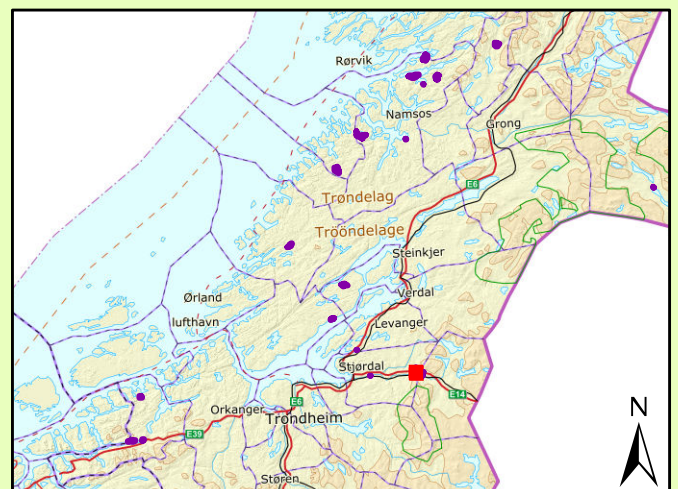 Rørvik
Namsos
Grong
Trøndelag
E6
Trööndelage
Steinkjer
Ørland
lufthavn
Verdal
Levanger
Stjørdal
E14
Orkanger
E6
Trondheim
E39
Støren
N